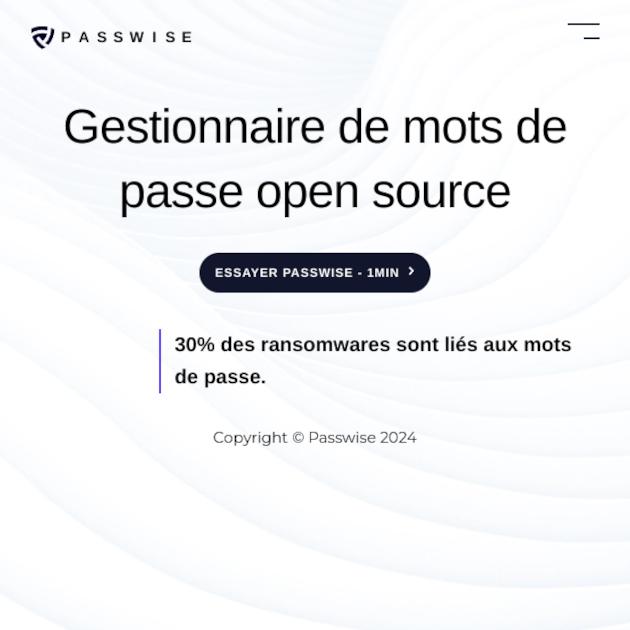 PASSWISE
Gestionnaire de mots de
passe open source
ESSAYER PASSWISE - 1MIN
30% des ransomwares sont liés aux mots
de passe.
Copyright © Passwise 2024